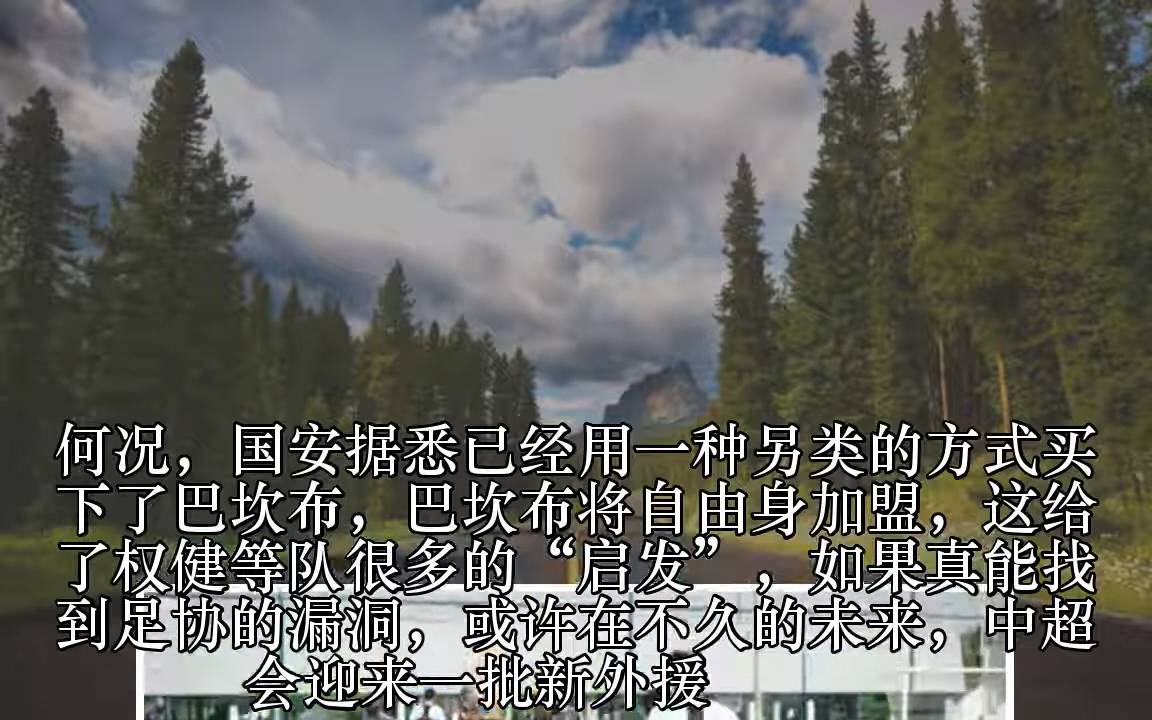 何况，国安据悉已经用一种另类的方式买
下了巴坎布，巴坎布将自由身加盟，这给
了权健等队很多的“启发”，如果真能找
到足协的漏洞，或许在不久的未来，中超
会迎来一批新外援